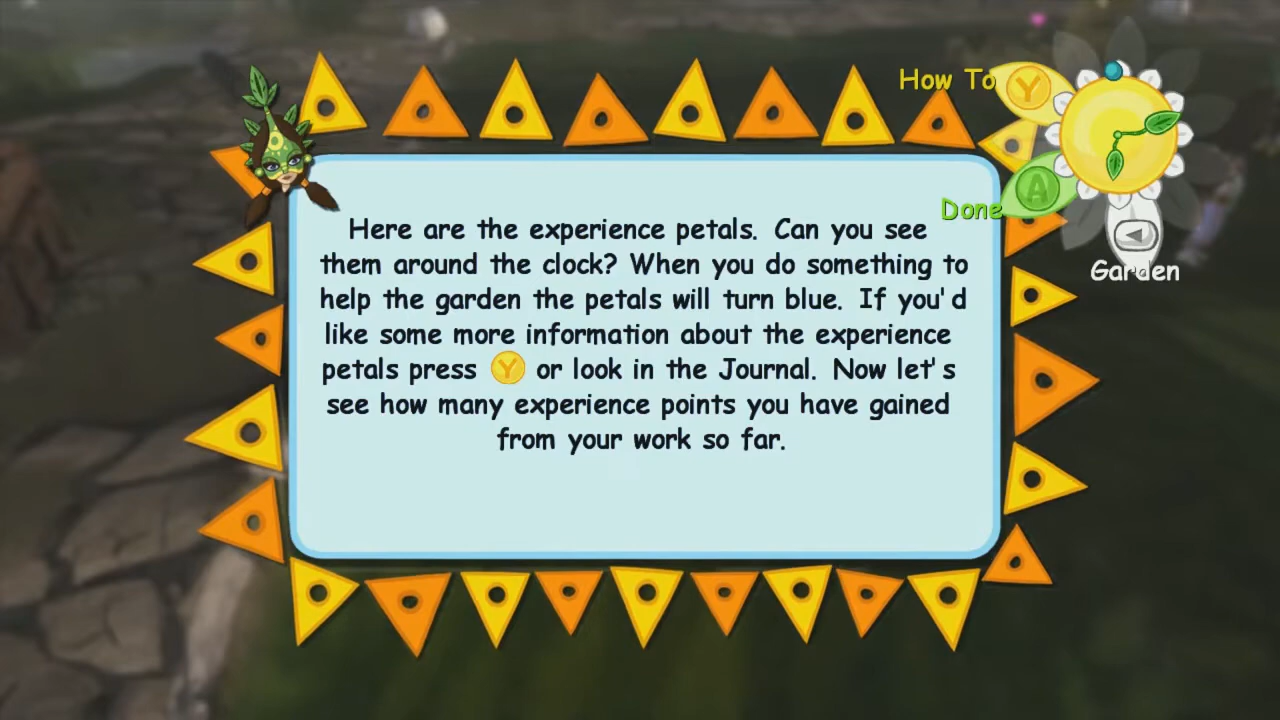 How To Y
A
Done
Garden
Here are the experience petals. Can you see
them around the clock? When you do something to
help the garden the petals will turn blue. If you'd
like some more information about the experience
petals press Y or look in the Journal. Now let's
see how many experience points you have gained
from your work so far.